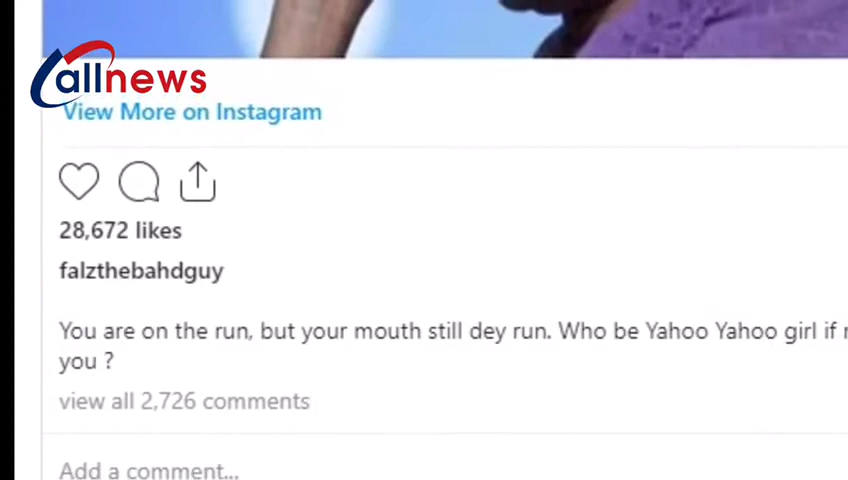 allnews
View More on Instagram
28,672 likes
falzthebahdguy
You are on the run, but your mouth still dey run. Who be Yahoo Yahoo girl if
you ?
view all 2,726 comments
Add a comment...